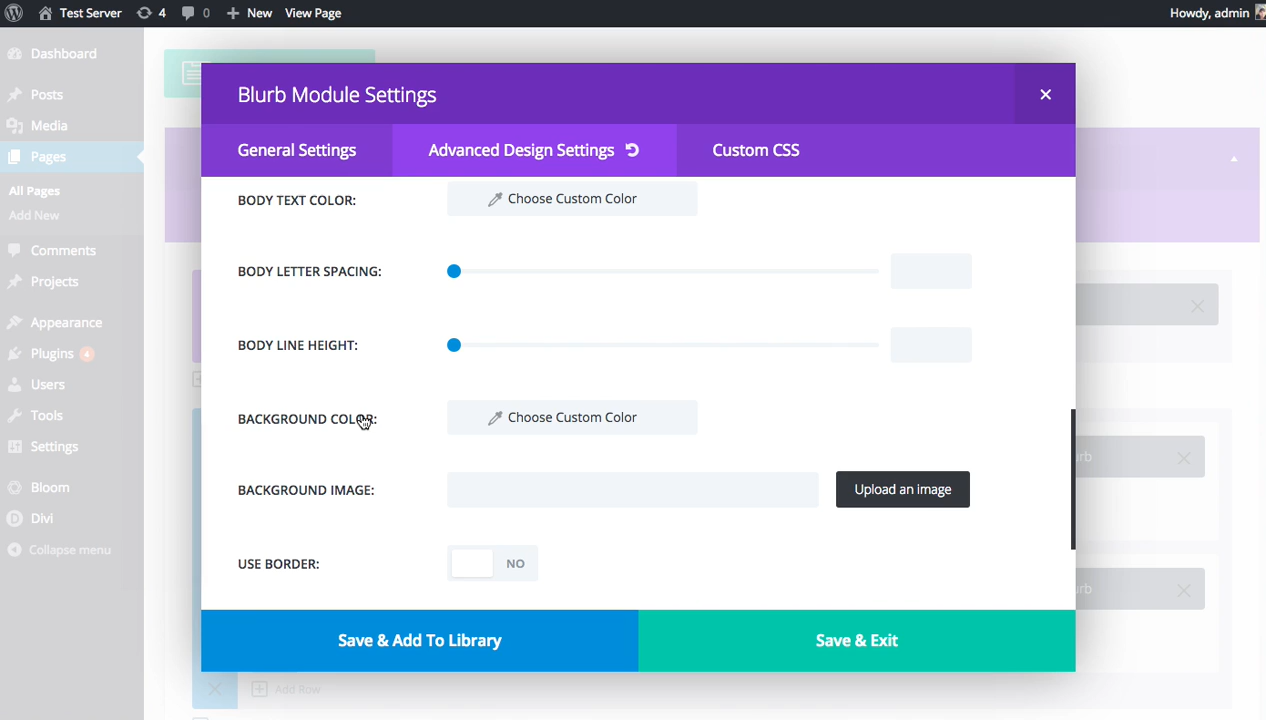 Test Server 4 0 New View Page Howdy, admin
Dashboard
Posts
Media
Pages
All Pages
Add New
Comments
Projects
Appearance
Plugins 4
Users
Tools
Settings
Bloom
Divi
Collapse menu
Blurb Module Settings
General Settings Advanced Design Settings Custom CSS
BODY TEXT COLOR: Choose Custom Color
BODY LETTER SPACING:
BODY LINE HEIGHT:
BACKGROUND COLOR: Choose Custom Color
BACKGROUND IMAGE: Upload an image
USE BORDER: NO
Save & Add To Library Save & Exit
Add Row